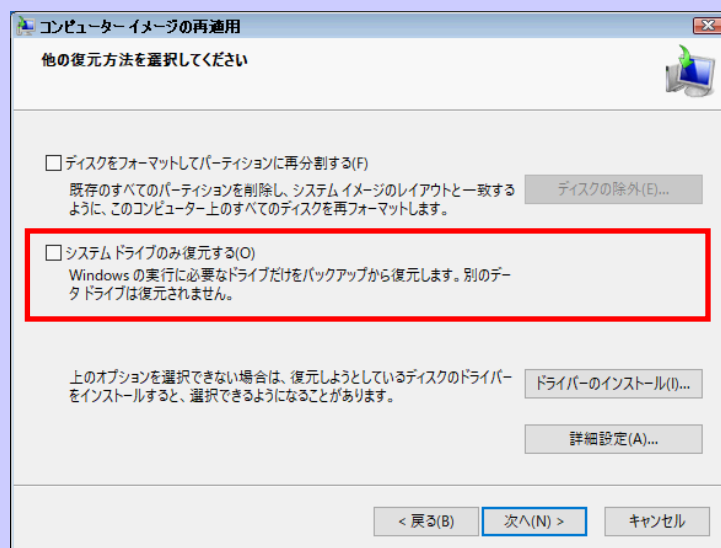 コンピューター イメージの再適用
他の復元方法を選択してください
ディスクをフォーマットしてパーティションに再分割する(F)
既存のすべてのパーティションを削除し、システム イメージのレイアウトと一致する
ように、このコンピューター上のすべてのディスクを再フォーマットします。
ディスクの除外(E)...
システム ドライブのみ復元する(O)
Windows の実行に必要なドライブだけをバックアップから復元します。別のデー
タ ドライブは復元されません。
上のオプションを選択できない場合は、復元しようとしているディスクのドライバー
をインストールすると、選択できるようになることがあります。
ドライバーのインストール(I)...
詳細設定(A)...
< 戻る(B)
次へ(N) >
キャンセル